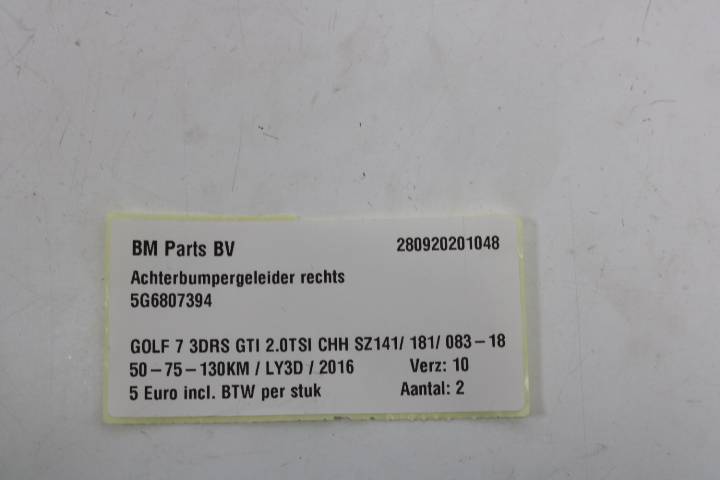 BM Parts BV 280920201048
Achterbumpergeleider rechts
5G6807394
GOLF 7 3DRS GTI 2.0TSI CHH SZ141/ 181/ 083 – 18
50 – 75 – 130KM / LY3D / 2016 Verz: 10
5 Euro incl. BTW per stuk Aantal: 2